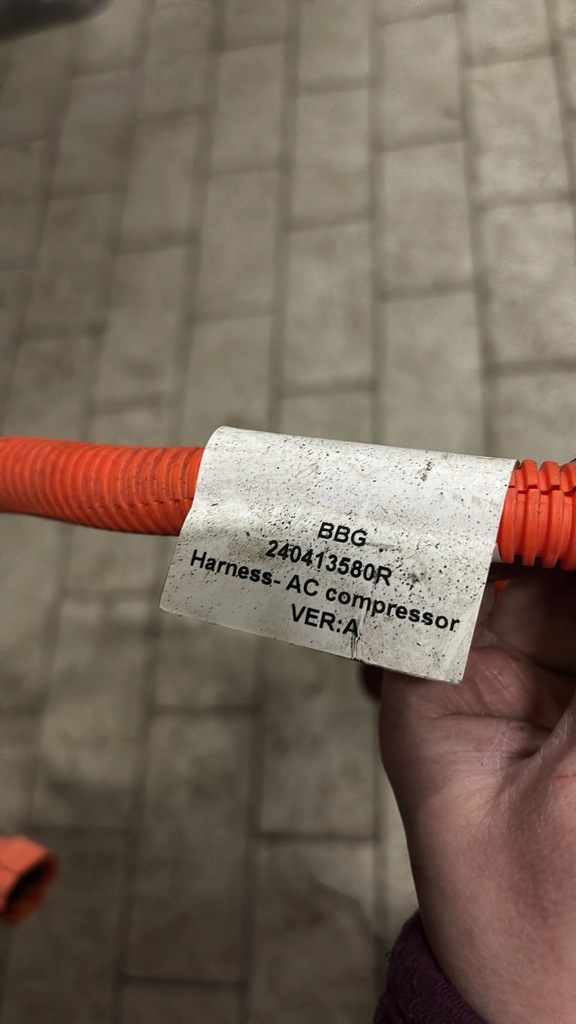 BBG
240413580R
Harness- AC compressor
VER:A